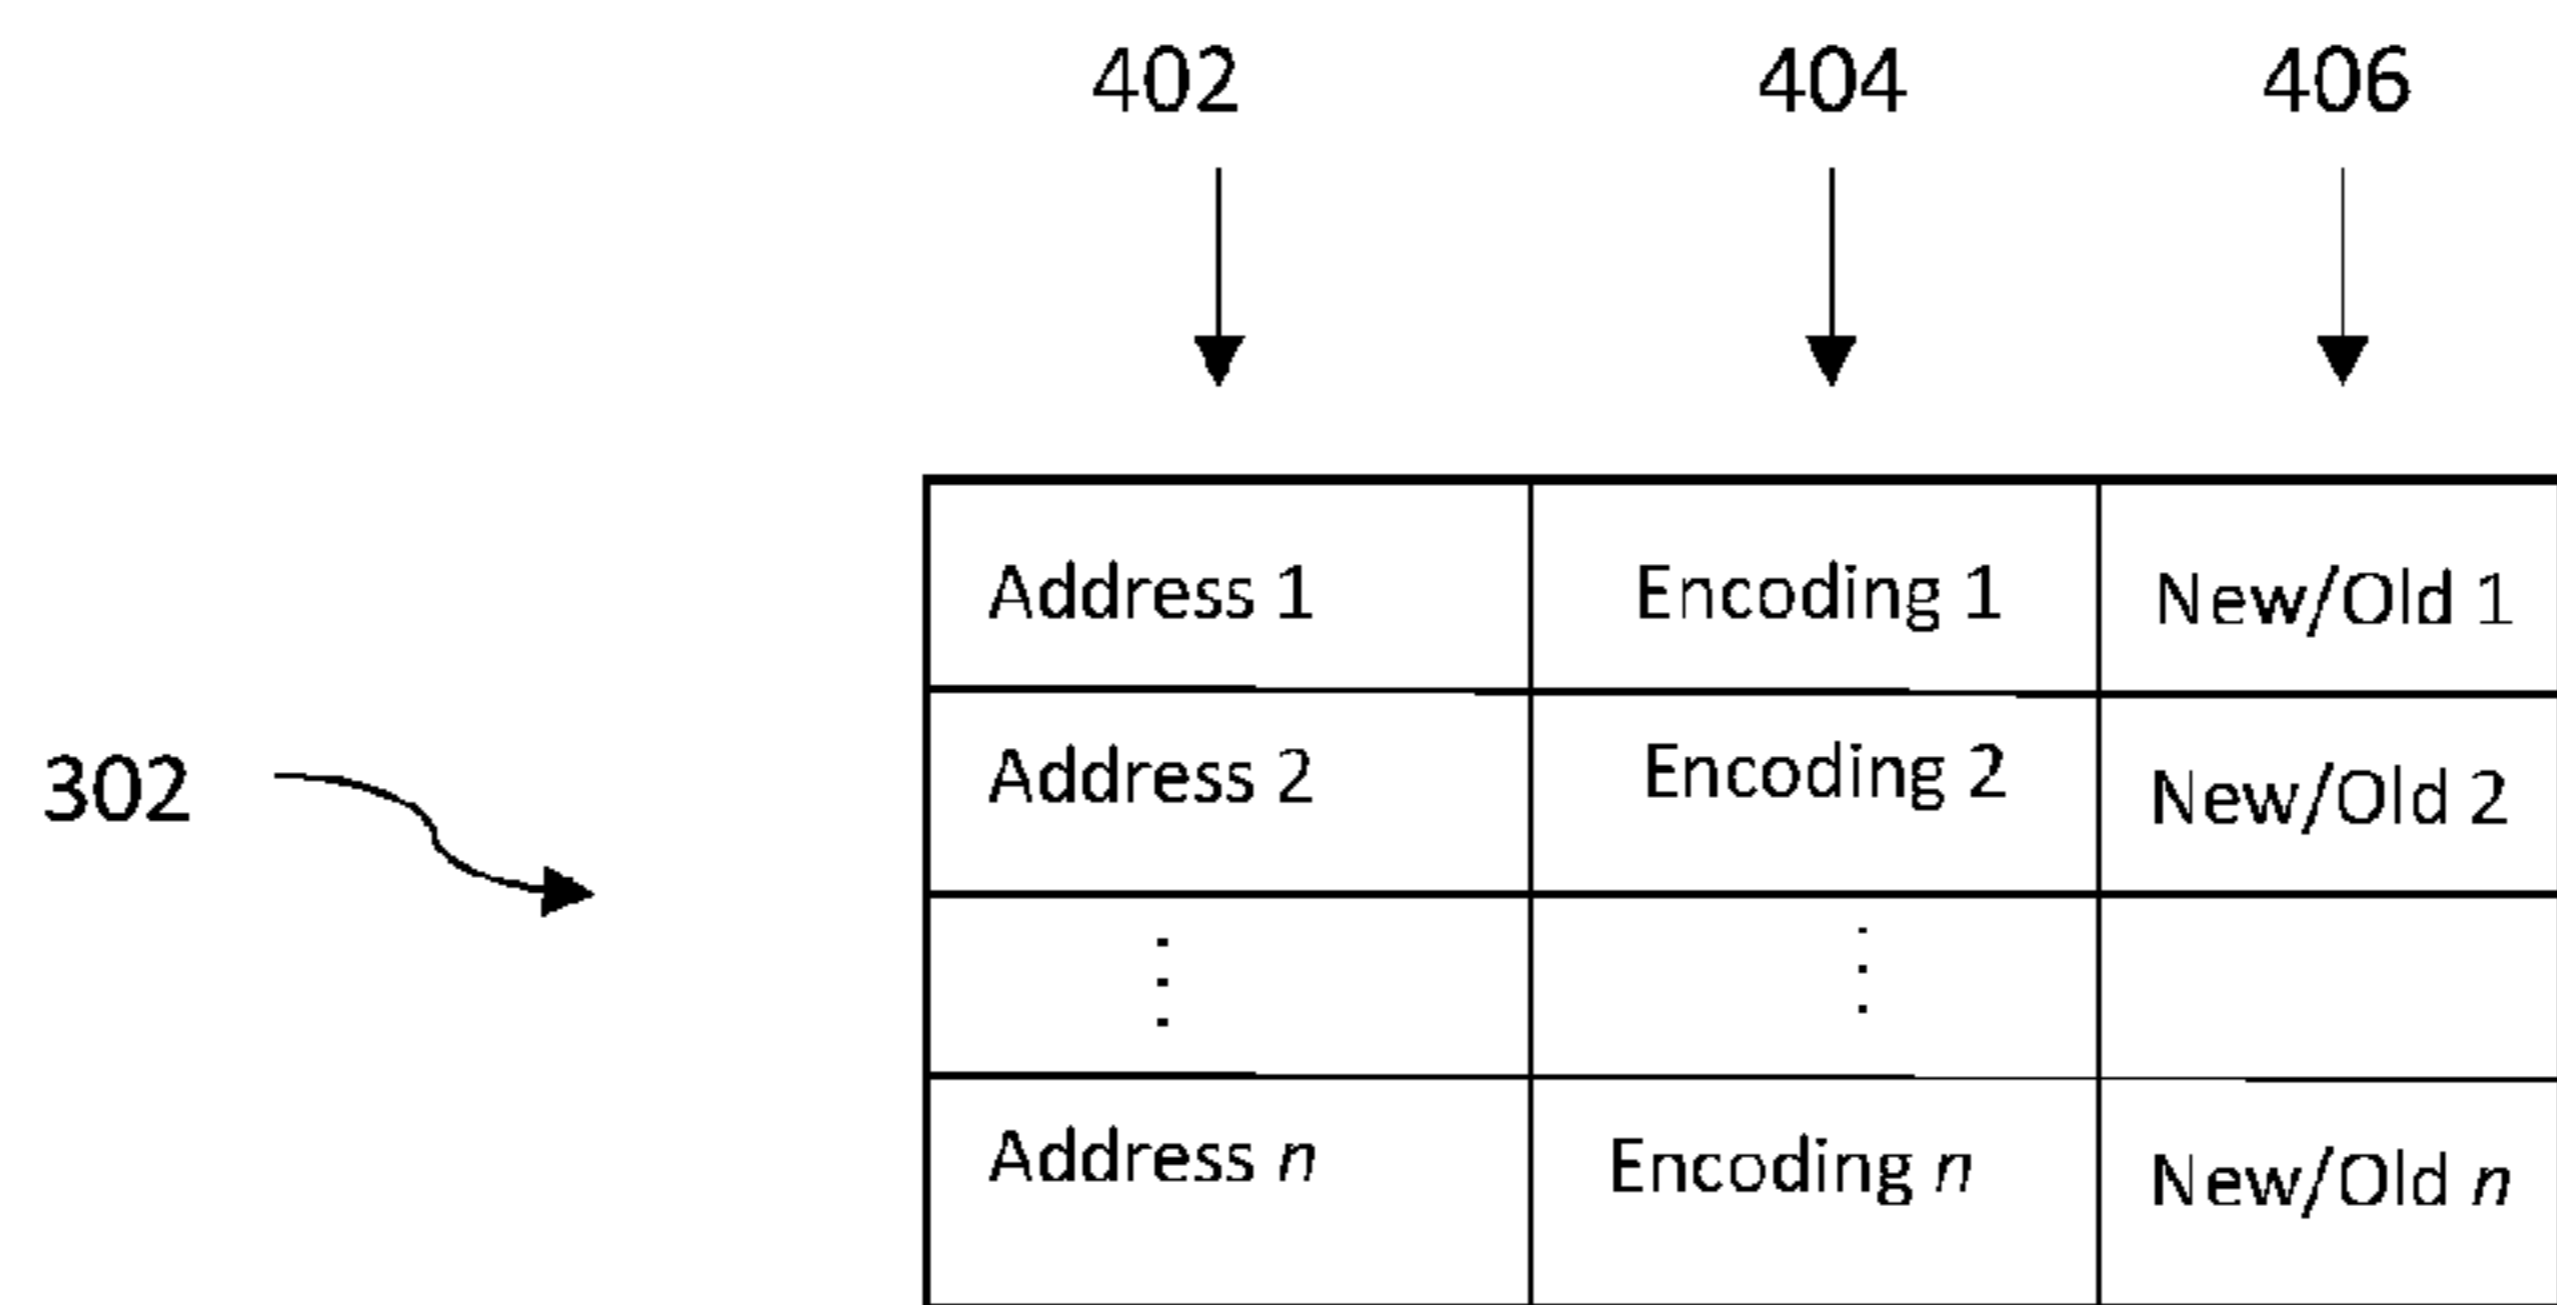 402 404 406
Address 1 Encoding 1 New/Old 1
302
Address 2 Encoding 2 New/Old 2
⋮ ⋮
Address n Encoding n New/Old n